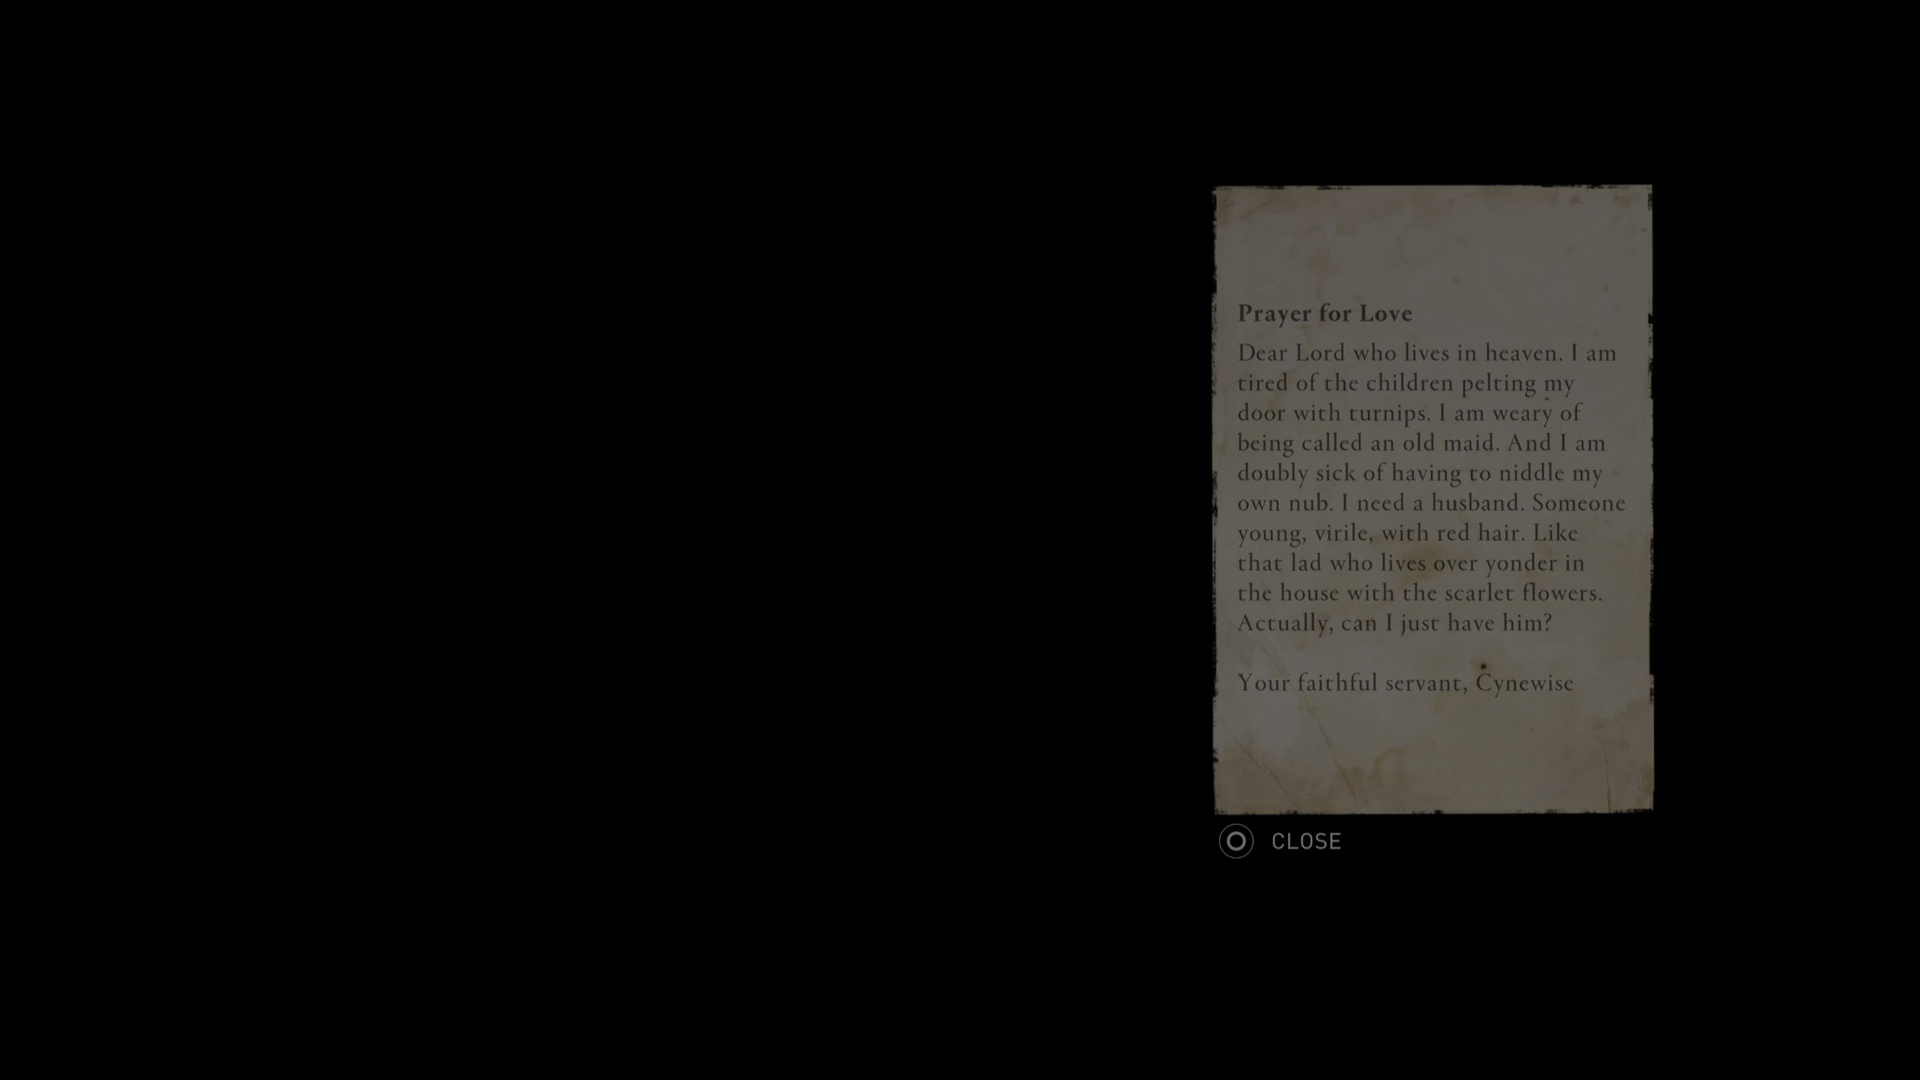 Prayer for Love
Dear Lord who lives in heaven. I am
tired of the children pelting my
door with turnips. I am weary of
being called an old maid. And I am
doubly sick of having to niddle my
own nub. I need a husband. Someone
young, virile, with red hair. Like
that lad who lives over yonder in
the house with the scarlet flowers.
Actually, can I just have him?
Your faithful servant, Cynewise
CLOSE